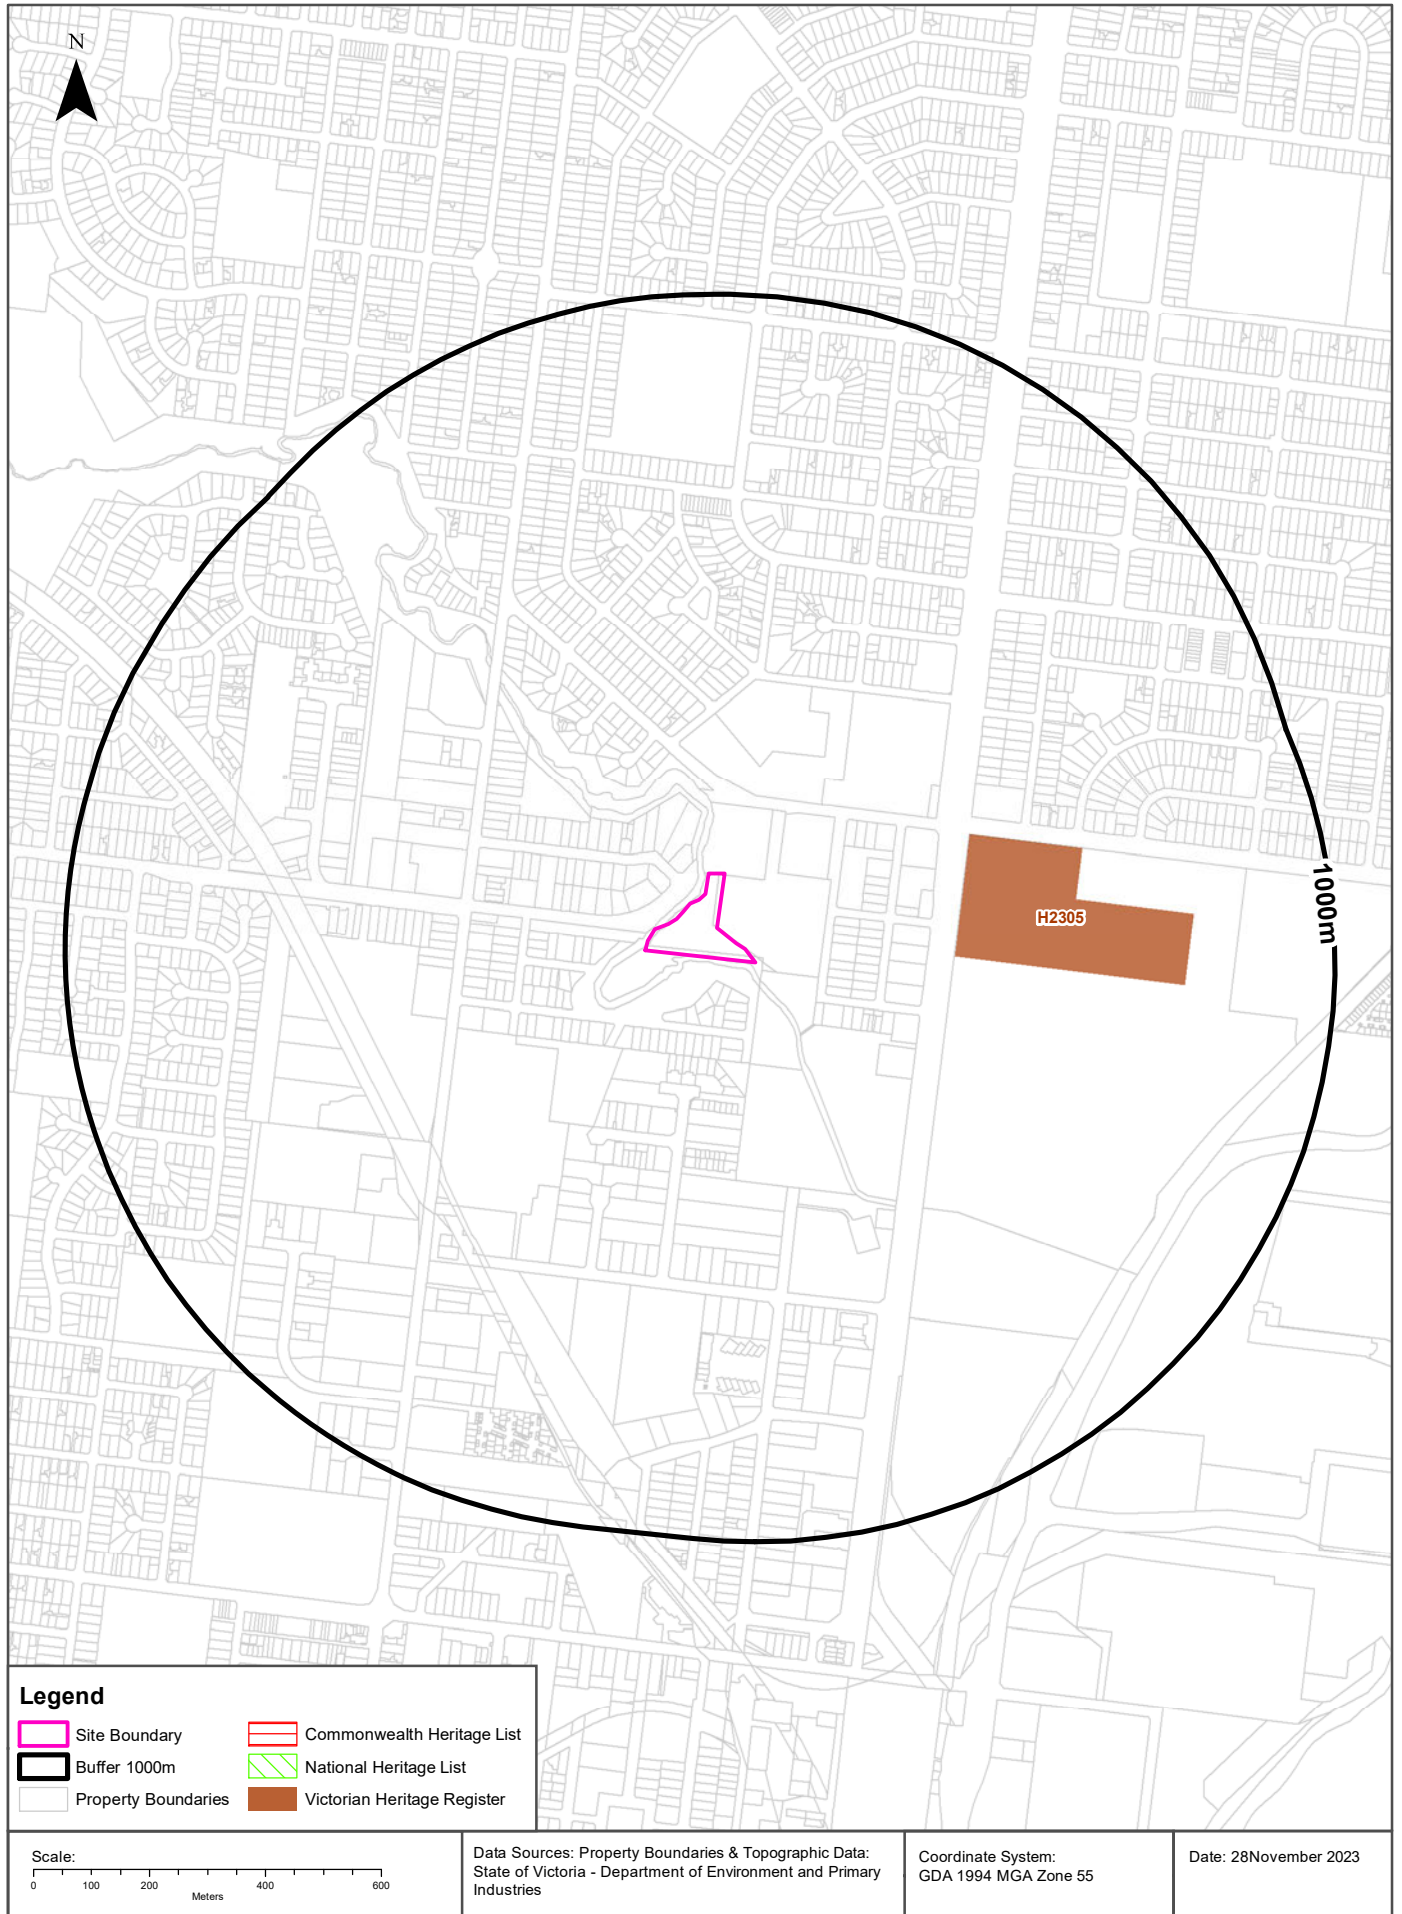 N
1000m
H2305
Legend
Site Boundary
Commonwealth Heritage List
Buffer 1000m
National Heritage List
Property Boundaries
Victorian Heritage Register
Scale:
0 100 200 400 600
Meters
Data Sources: Property Boundaries & Topographic Data:
State of Victoria - Department of Environment and Primary
Industries
Coordinate System:
GDA 1994 MGA Zone 55
Date: 28November 2023